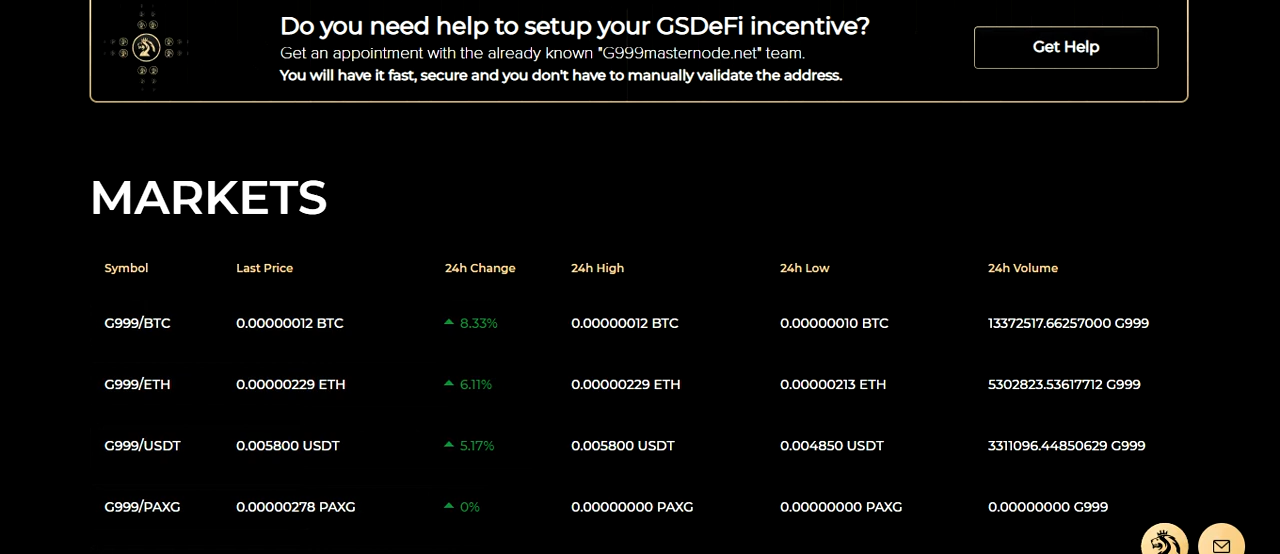 Do you need help to setup your GSDeFi incentive?
Get an appointment with the already known "G999masternode.net" team.
You will have it fast, secure and you don't have to manually validate the address.
Get Help
MARKETS
Symbol Last Price 24h Change 24h High 24h Low 24h Volume
G999/BTC 0.00000012 BTC 8.33% 0.00000012 BTC 0.00000010 BTC 13372517.66257000 G999
G999/ETH 0.00000229 ETH 6.11% 0.00000229 ETH 0.00000213 ETH 5302823.53617712 G999
G999/USDT 0.005800 USDT 5.17% 0.005800 USDT 0.004850 USDT 3311096.44850629 G999
G999/PAXG 0.00000278 PAXG 0% 0.00000000 PAXG 0.00000000 PAXG 0.00000000 G999